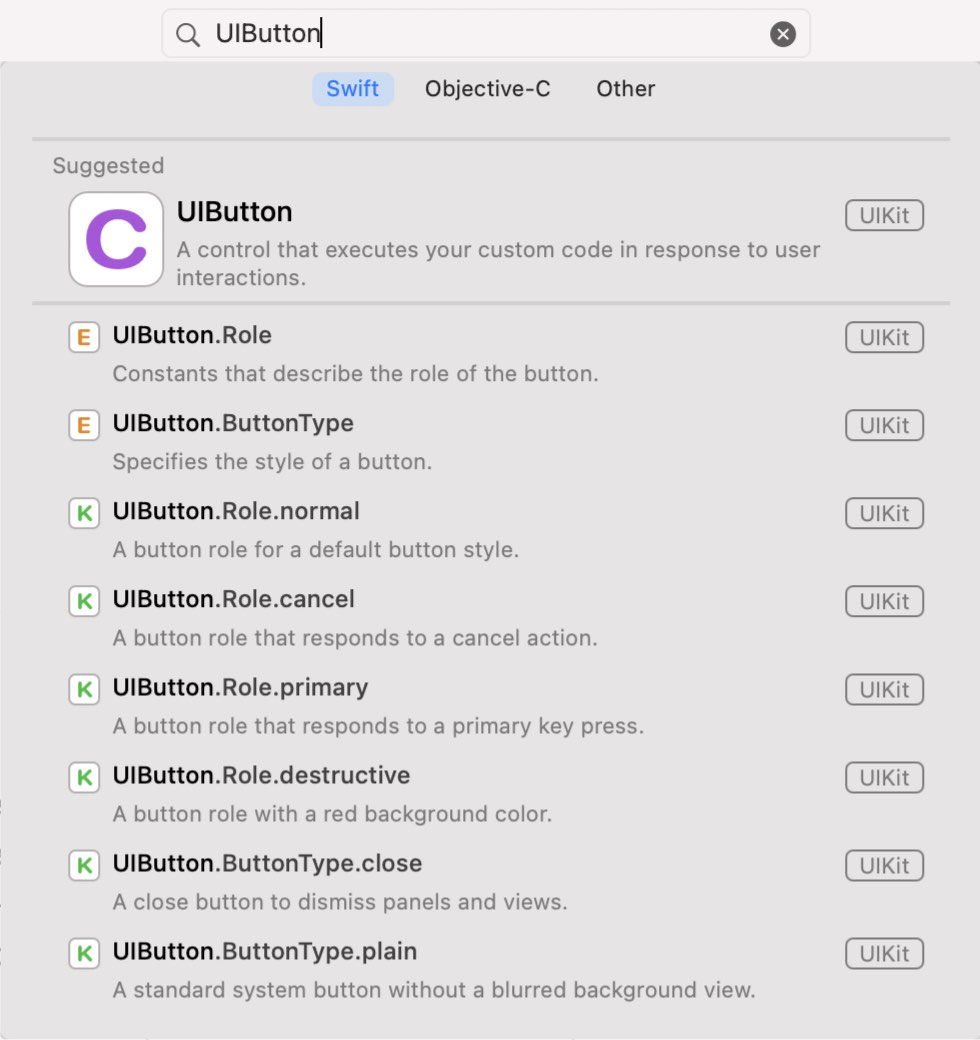 UIButton
Swift Objective-C Other
Suggested
C
UIButton UIKit
A control that executes your custom code in response to user
interactions.
E UIButton.Role UIKit
Constants that describe the role of the button.
E UIButton.ButtonType UIKit
Specifies the style of a button.
K UIButton.Role.normal UIKit
A button role for a default button style.
K UIButton.Role.cancel UIKit
A button role that responds to a cancel action.
K UIButton.Role.primary UIKit
A button role that responds to a primary key press.
K UIButton.Role.destructive UIKit
A button role with a red background color.
K UIButton.ButtonType.close UIKit
A close button to dismiss panels and views.
K UIButton.ButtonType.plain UIKit
A standard system button without a blurred background view.